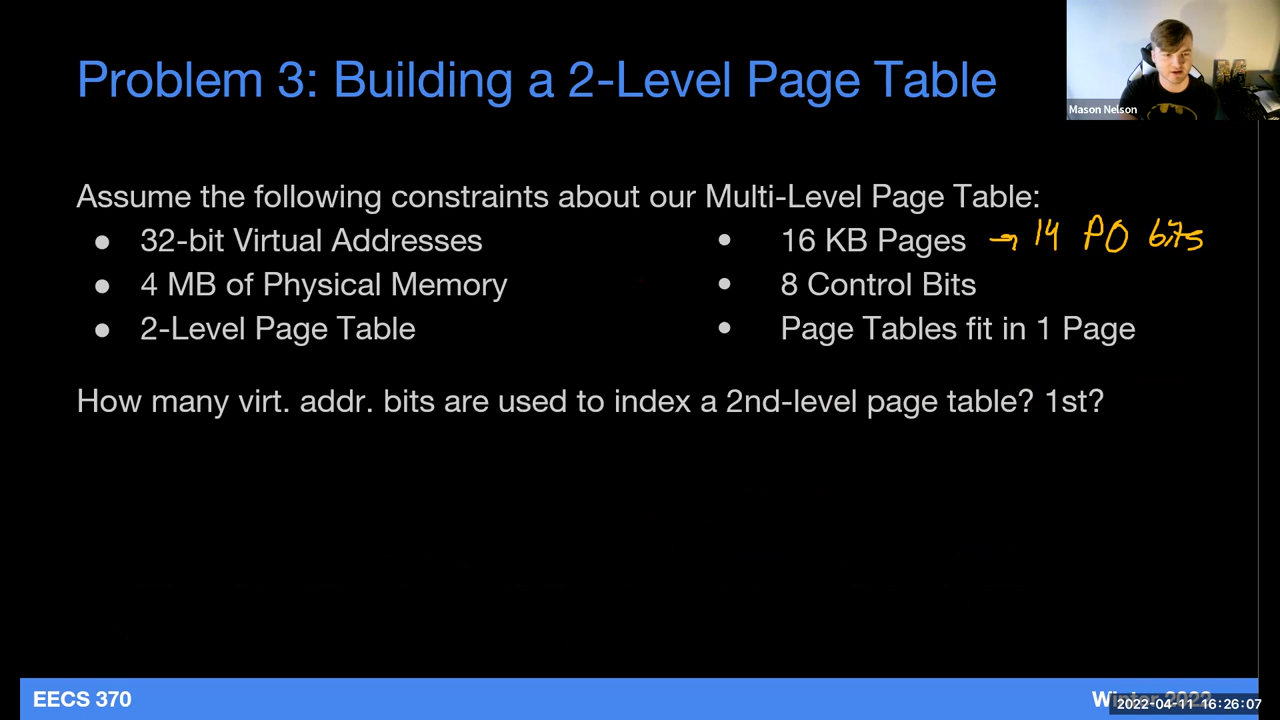 Problem 3: Building a 2-Level Page Table
Mason Nelson
Assume the following constraints about our Multi-Level Page Table:
● 32-bit Virtual Addresses
● 4 MB of Physical Memory
● 2-Level Page Table
● 16 KB Pages → 14 PO bits
● 8 Control Bits
● Page Tables fit in 1 Page
How many virt. addr. bits are used to index a 2nd-level page table? 1st?
EECS 370
Winter 2022
2022-04-11 16:26:07